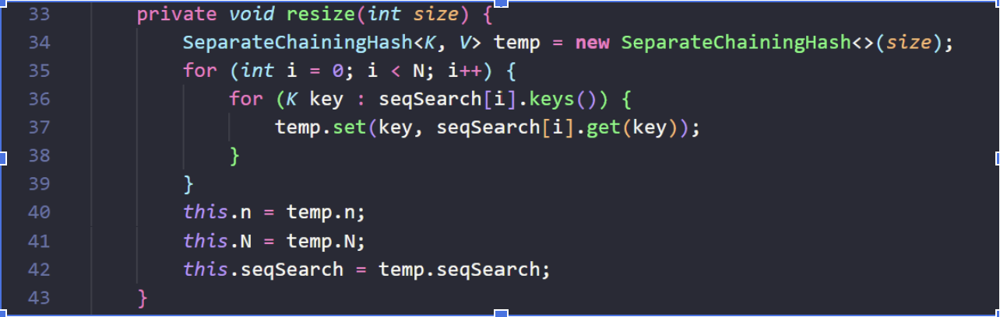 33 private void resize(int size) {
34 SeparateChainingHash<K, V> temp = new SeparateChainingHash<>(size);
35 for (int i = 0; i < N; i++) {
36 for (K key : seqSearch[i].keys()) {
37 temp.set(key, seqSearch[i].get(key));
38 }
39 }
40 this.n = temp.n;
41 this.N = temp.N;
42 this.seqSearch = temp.seqSearch;
43 }